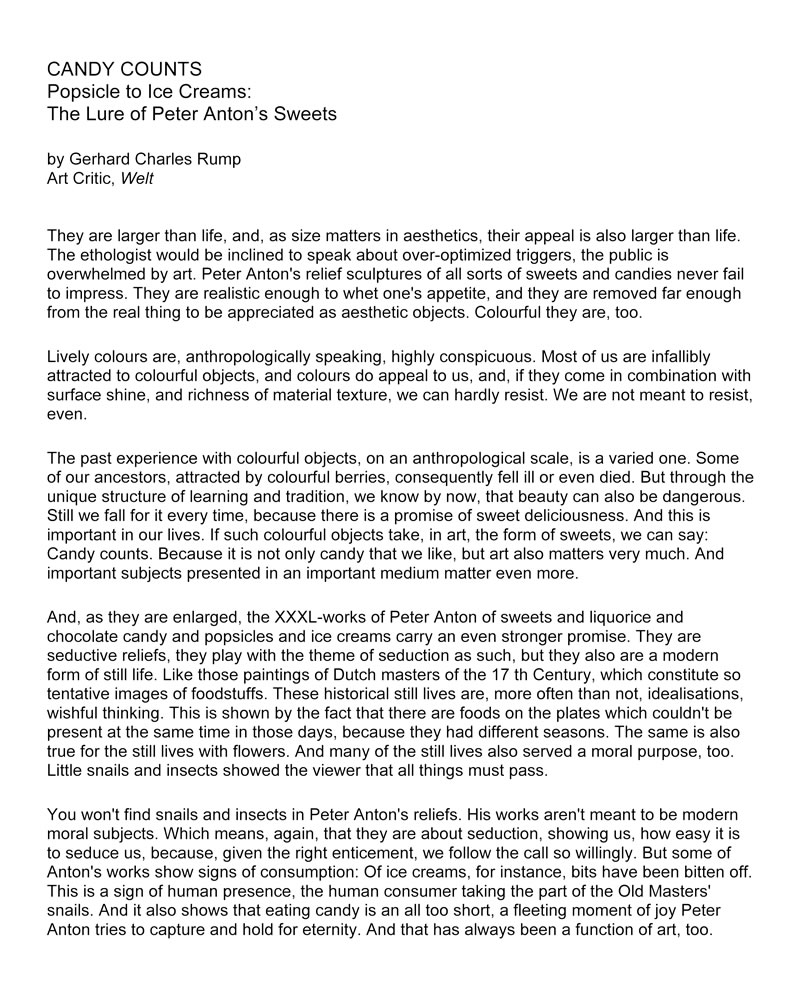 CANDY COUNTS
Popsicle to Ice Creams:
The Lure of Peter Anton’s Sweets
by Gerhard Charles Rump
Art Critic, Welt
They are larger than life, and, as size matters in aesthetics, their appeal is also larger than life.
The ethologist would be inclined to speak about over-optimized triggers, the public is
overwhelmed by art. Peter Anton's relief sculptures of all sorts of sweets and candies never fail
to impress. They are realistic enough to whet one's appetite, and they are removed far enough
from the real thing to be appreciated as aesthetic objects. Colourful they are, too.
Lively colours are, anthropologically speaking, highly conspicuous. Most of us are infallibly
attracted to colourful objects, and colours do appeal to us, and, if they come in combination with
surface shine, and richness of material texture, we can hardly resist. We are not meant to resist,
even.
The past experience with colourful objects, on an anthropological scale, is a varied one. Some
of our ancestors, attracted by colourful berries, consequently fell ill or even died. But through the
unique structure of learning and tradition, we know by now, that beauty can also be dangerous.
Still we fall for it every time, because there is a promise of sweet deliciousness. And this is
important in our lives. If such colourful objects take, in art, the form of sweets, we can say:
Candy counts. Because it is not only candy that we like, but art also matters very much. And
important subjects presented in an important medium matter even more.
And, as they are enlarged, the XXXL-works of Peter Anton of sweets and liquorice and
chocolate candy and popsicles and ice creams carry an even stronger promise. They are
seductive reliefs, they play with the theme of seduction as such, but they also are a modern
form of still life. Like those paintings of Dutch masters of the 17 th Century, which constitute so
tentative images of foodstuffs. These historical still lives are, more often than not, idealisations,
wishful thinking. This is shown by the fact that there are foods on the plates which couldn't be
present at the same time in those days, because they had different seasons. The same is also
true for the still lives with flowers. And many of the still lives also served a moral purpose, too.
Little snails and insects showed the viewer that all things must pass.
You won't find snails and insects in Peter Anton's reliefs. His works aren't meant to be modern
moral subjects. Which means, again, that they are about seduction, showing us, how easy it is
to seduce us, because, given the right enticement, we follow the call so willingly. But some of
Anton's works show signs of consumption: Of ice creams, for instance, bits have been bitten off.
This is a sign of human presence, the human consumer taking the part of the Old Masters'
snails. And it also shows that eating candy is an all too short, a fleeting moment of joy Peter
Anton tries to capture and hold for eternity. And that has always been a function of art, too.